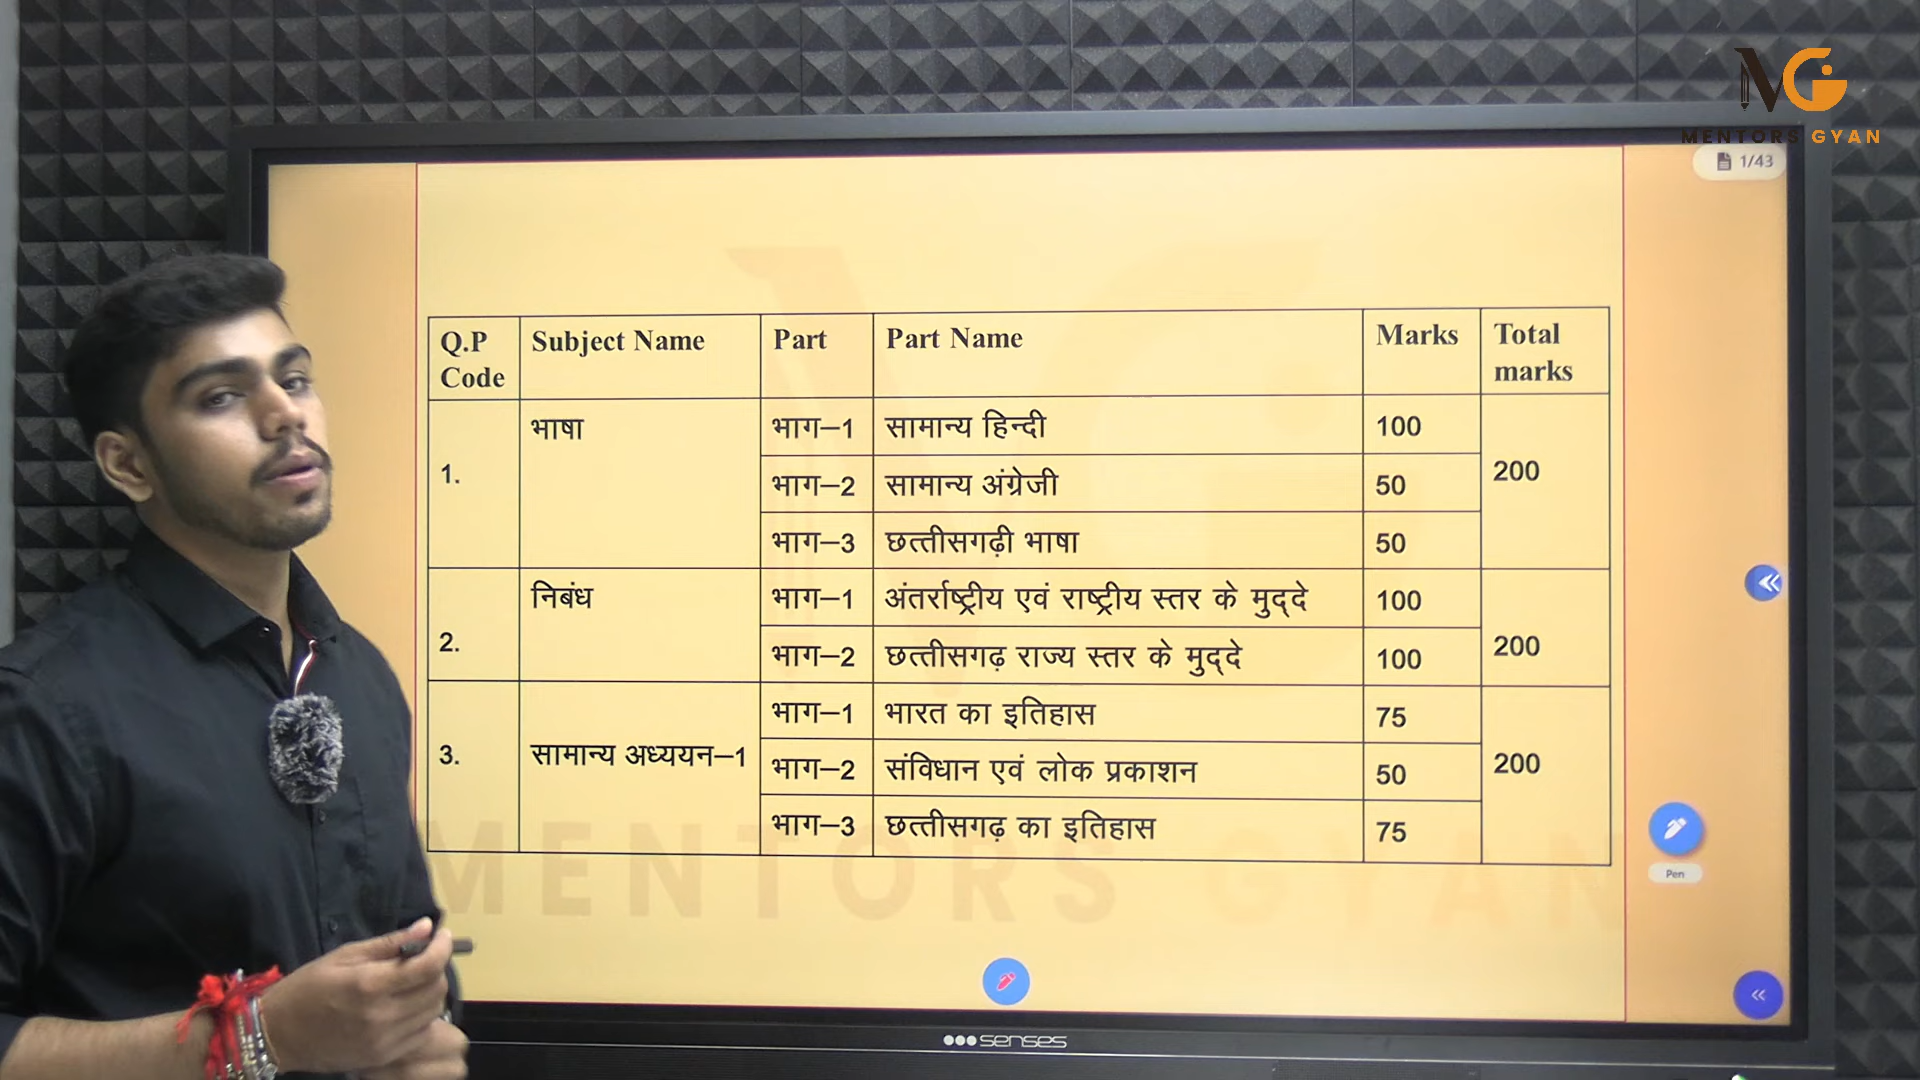 MG
MENTORS GYAN
1/43
Q.P Code Subject Name Part Part Name Marks Total marks
1. भाषा भाग–1 सामान्य हिन्दी 100 200
भाग–2 सामान्य अंग्रेजी 50
भाग–3 छत्तीसगढ़ी भाषा 50
2. निबंध भाग–1 अंतर्राष्ट्रीय एवं राष्ट्रीय स्तर के मुद्दे 100 200
भाग–2 छत्तीसगढ़ राज्य स्तर के मुद्दे 100
3. सामान्य अध्ययन–1 भाग–1 भारत का इतिहास 75 200
भाग–2 संविधान एवं लोक प्रकाशन 50
भाग–3 छत्तीसगढ़ का इतिहास 75
MENTORS GYAN
Pen
senses